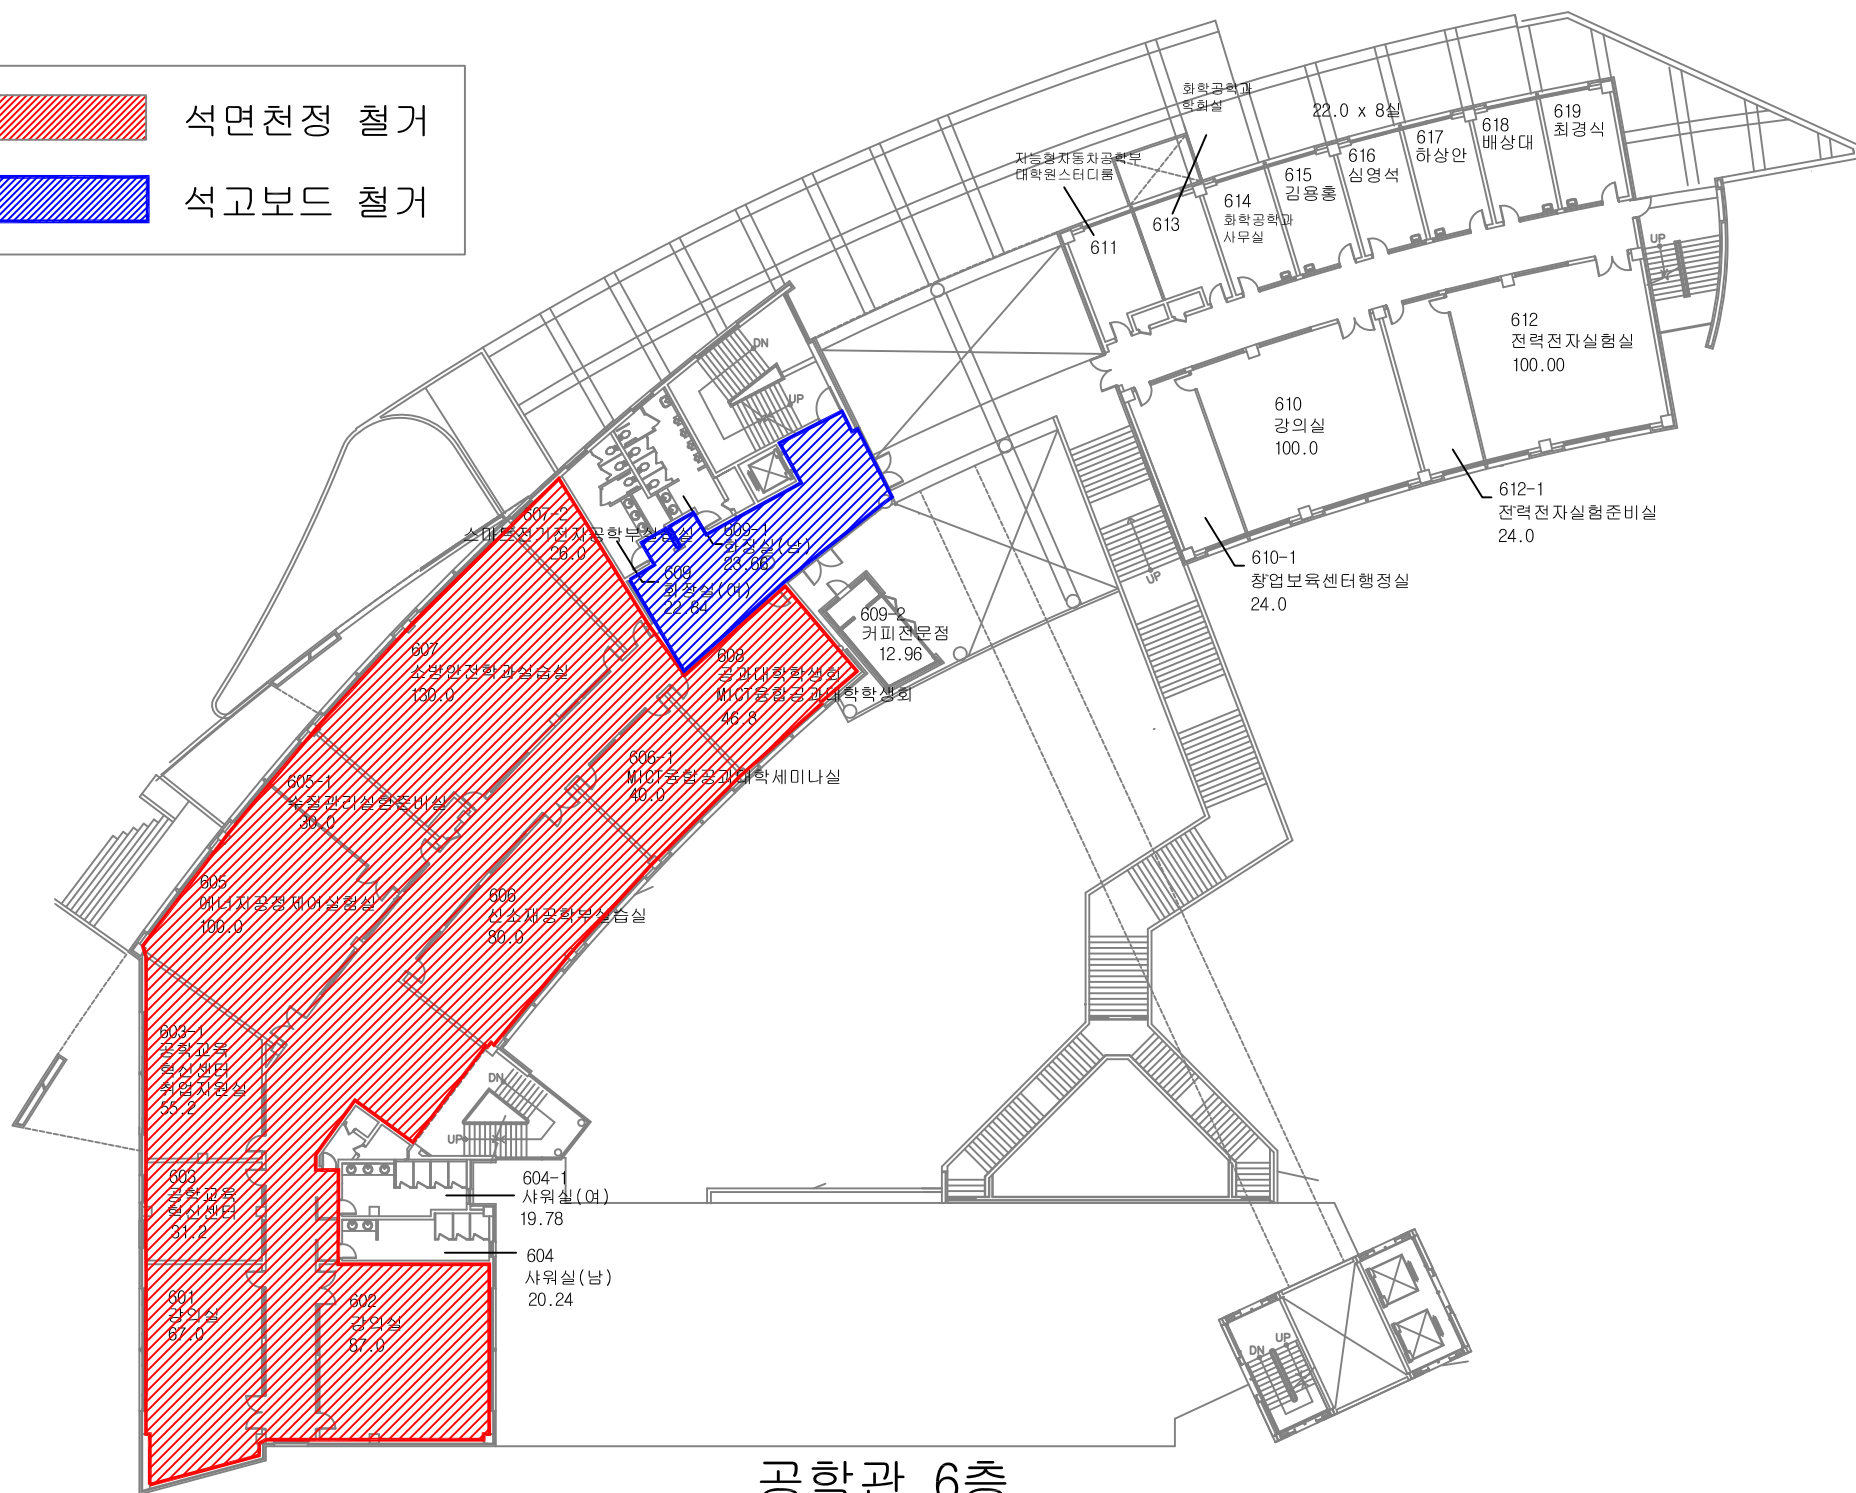 석면천정 철거
석고보드 철거
화학공학과
학회실
22.0 x 8실
지능형자동차공학부
대학원스터디룸
611
613
614
화학공학과
사무실
615
김용홍
616
심영석
617
하상안
618
배상대
619
최경식
UP
612
전력전자실험실
100.00
610
강의실
100.0
612-1
전력전자실험준비실
24.0
610-1
창업보육센터행정실
24.0
DN
UP
UP
607-2
스마트전기전자공학부실습실
26.0
609-1
화장실(남)
23.66
609
화장실(여)
22.84
609-2
커피전문점
12.96
607
소방안전학과실습실
130.0
608
공과대학학생회
MICT융합공과대학학생회
46.8
606-1
MICT융합공과대학세미나실
40.0
605-1
수질관리실험준비실
30.0
605
에너지공정제어실험실
100.0
606
신소재공학부실습실
80.0
603-1
공학교육
혁신센터
취업지원실
55.2
DN
UP
603
공학교육
혁신센터
31.2
604-1
샤워실(여)
19.78
604
샤워실(남)
20.24
601
강의실
67.0
602
강의실
87.0
DN
UP
공학관 6층